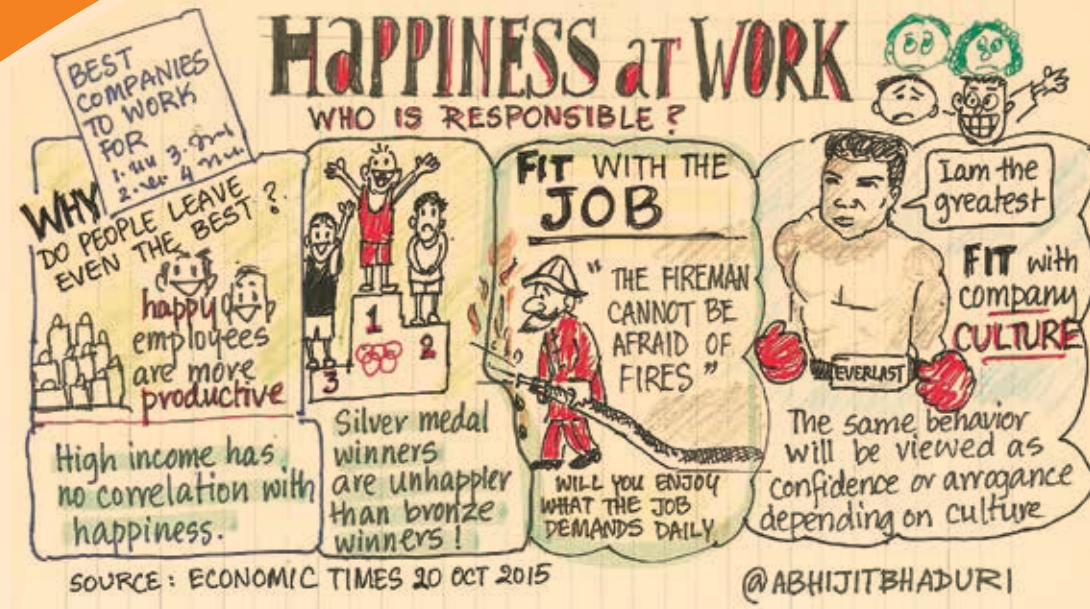 HAPPINESS at WORK
WHO IS RESPONSIBLE?
BEST
COMPANIES
TO WORK
FOR
1. 3.
2. 4
WHY
DO PEOPLE LEAVE
EVEN THE BEST?
happy
employees
are more
productive
High income has
no correlation with
happiness.
1
2
3
Silver medal
winners
are unhappier
than bronze
winners!
FIT WITH THE
JOB
"THE FIREMAN
CANNOT BE
AFRAID OF
FIRES"
WILL YOU ENJOY
WHAT THE JOB
DEMANDS DAILY
I am the
greatest
FIT with
company
CULTURE
EVERLAST
The same behavior
will be viewed as
confidence or arrogance
depending on culture
SOURCE: ECONOMIC TIMES 20 OCT 2015
@ABHIJITBHADURI